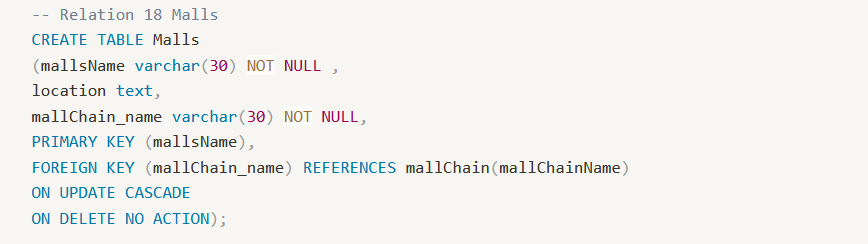 -- Relation 18 Malls
CREATE TABLE Malls
(mallsName varchar(30) NOT NULL ,
location text,
mallChain_name varchar(30) NOT NULL,
PRIMARY KEY (mallsName),
FOREIGN KEY (mallChain_name) REFERENCES mallChain(mallChainName)
ON UPDATE CASCADE
ON DELETE NO ACTION);